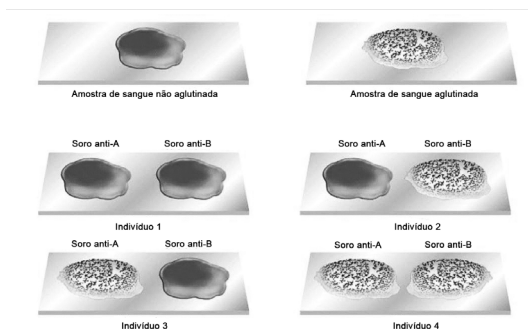 Amostra de sangue não aglutinada
Amostra de sangue aglutinada
Soro anti-A Soro anti-B
Soro anti-A Soro anti-B
Indivíduo 1
Indivíduo 2
Soro anti-A Soro anti-B
Soro anti-A Soro anti-B
Indivíduo 3
Indivíduo 4